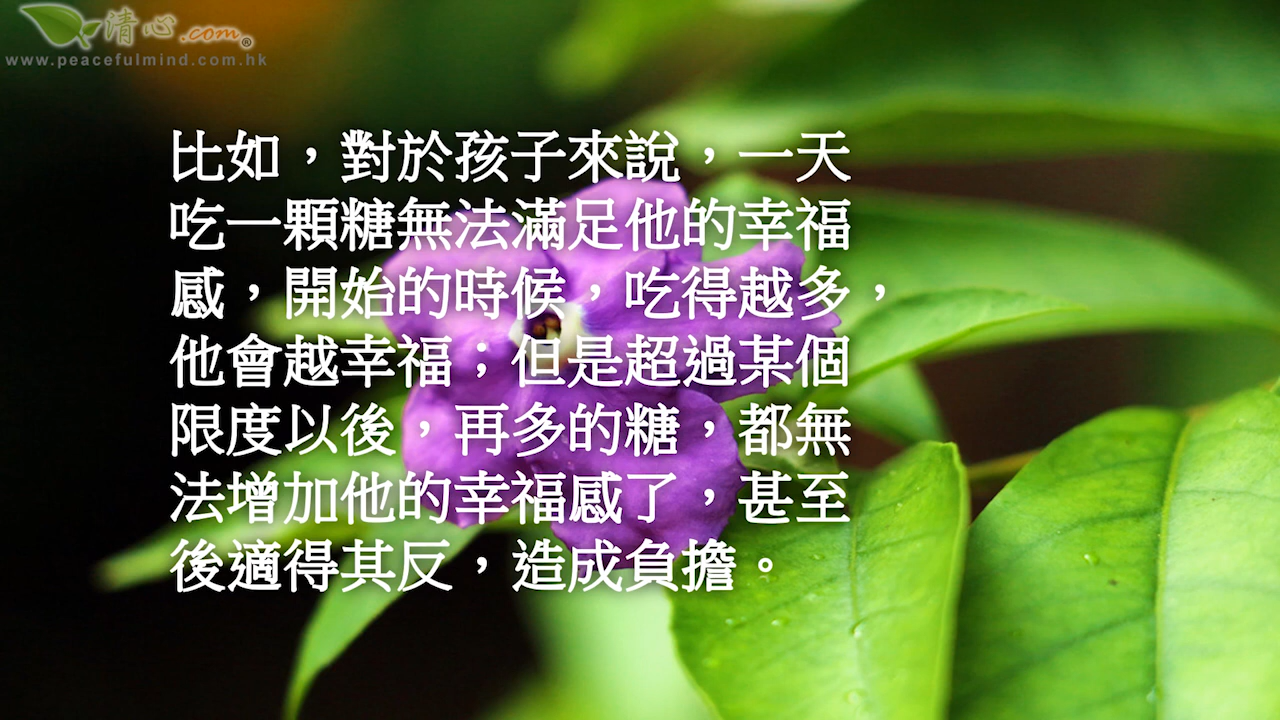 清心.com®
www.peacefulmind.com.hk
比如，對於孩子來說，一天
吃一顆糖無法滿足他的幸福
感，開始的時候，吃得越多，
他會越幸福；但是超過某個
限度以後，再多的糖，都無
法增加他的幸福感了，甚至
後適得其反，造成負擔。